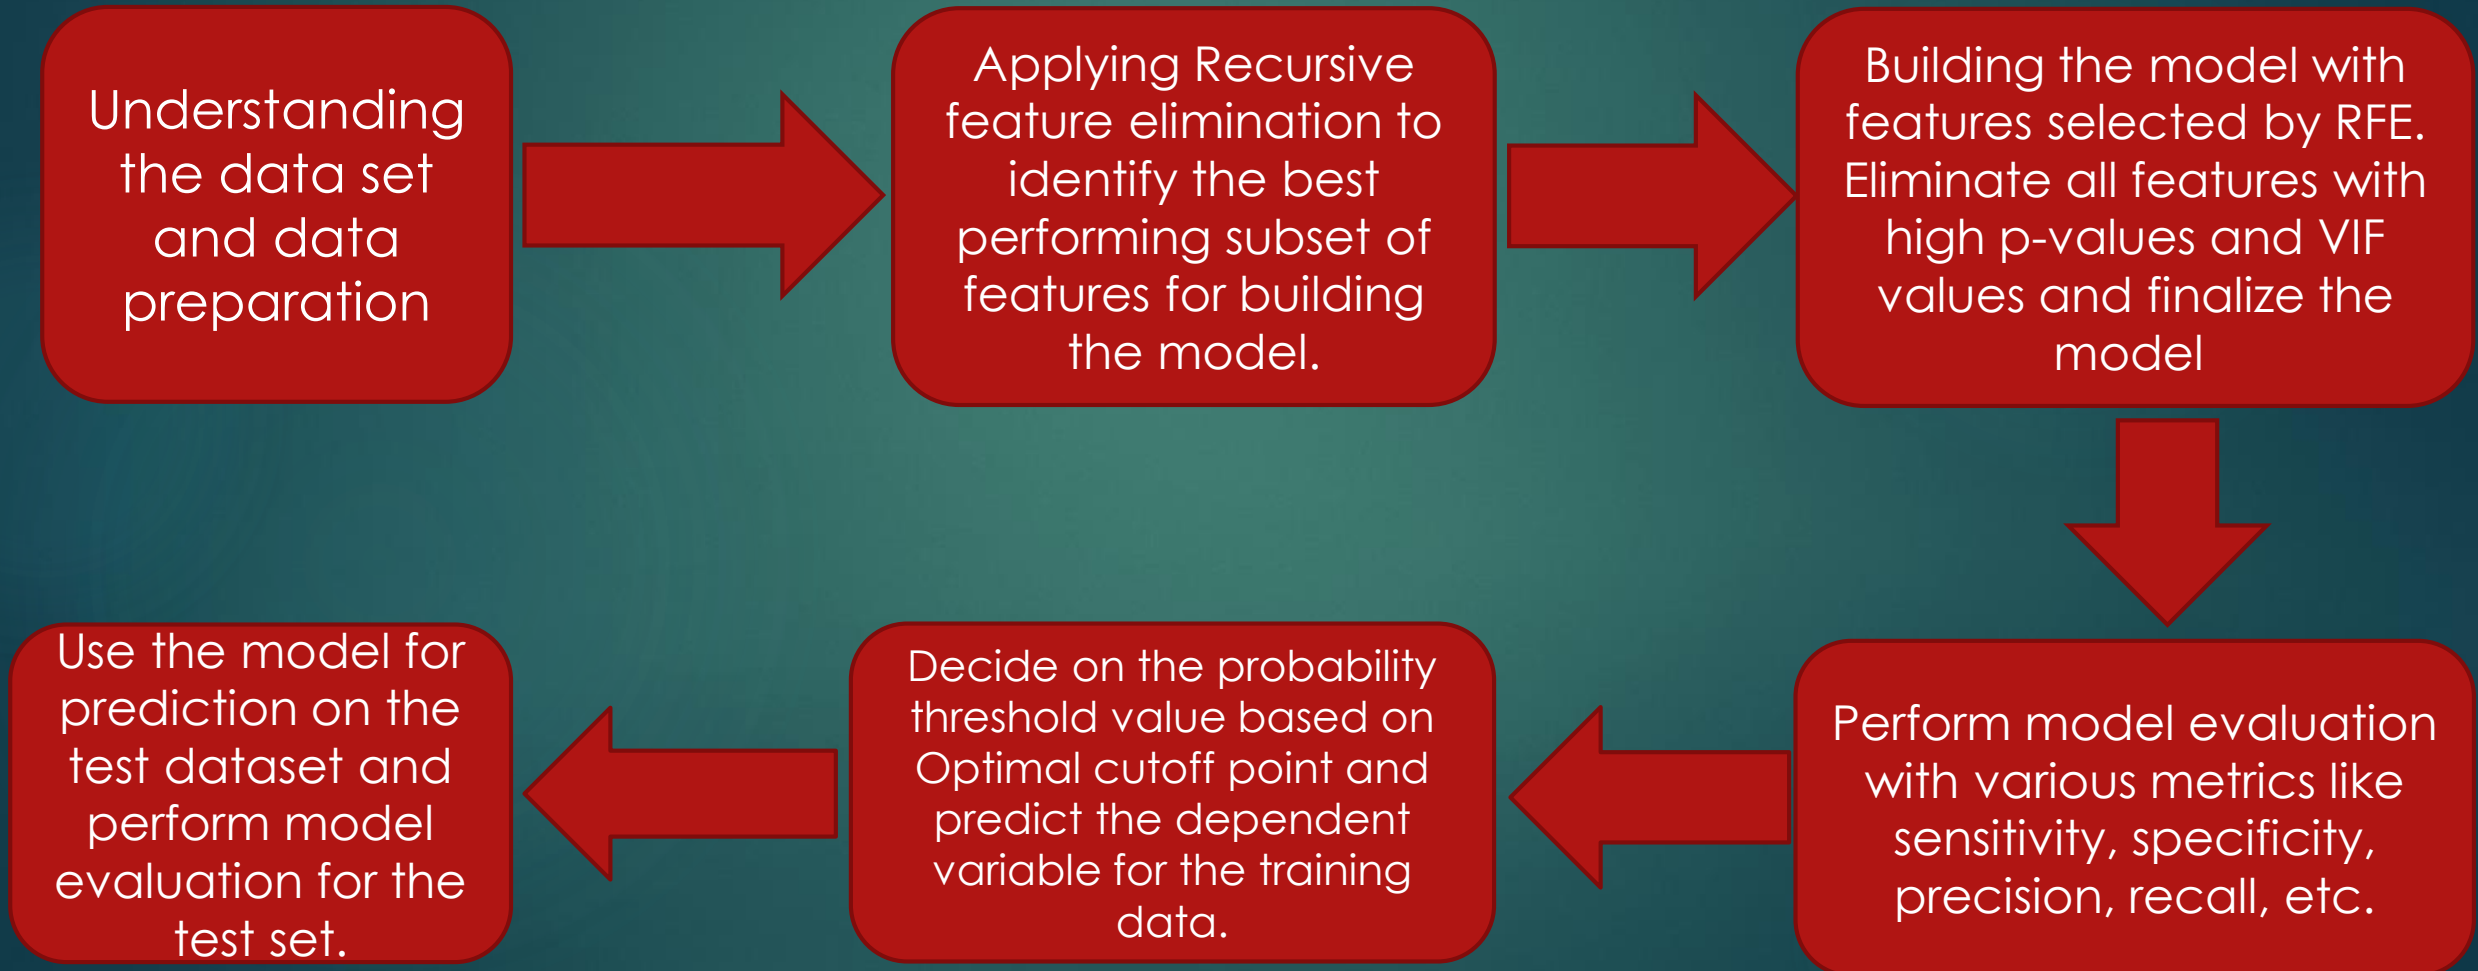 Understanding
the data set
and data
preparation
Applying Recursive
feature elimination to
identify the best
performing subset of
features for building
the model.
Building the model with
features selected by RFE.
Eliminate all features with
high p-values and VIF
values and finalize the
model
Perform model evaluation
with various metrics like
sensitivity, specificity,
precision, recall, etc.
Decide on the probability
threshold value based on
Optimal cutoff point and
predict the dependent
variable for the training
data.
Use the model for
prediction on the
test dataset and
perform model
evaluation for the
test set.